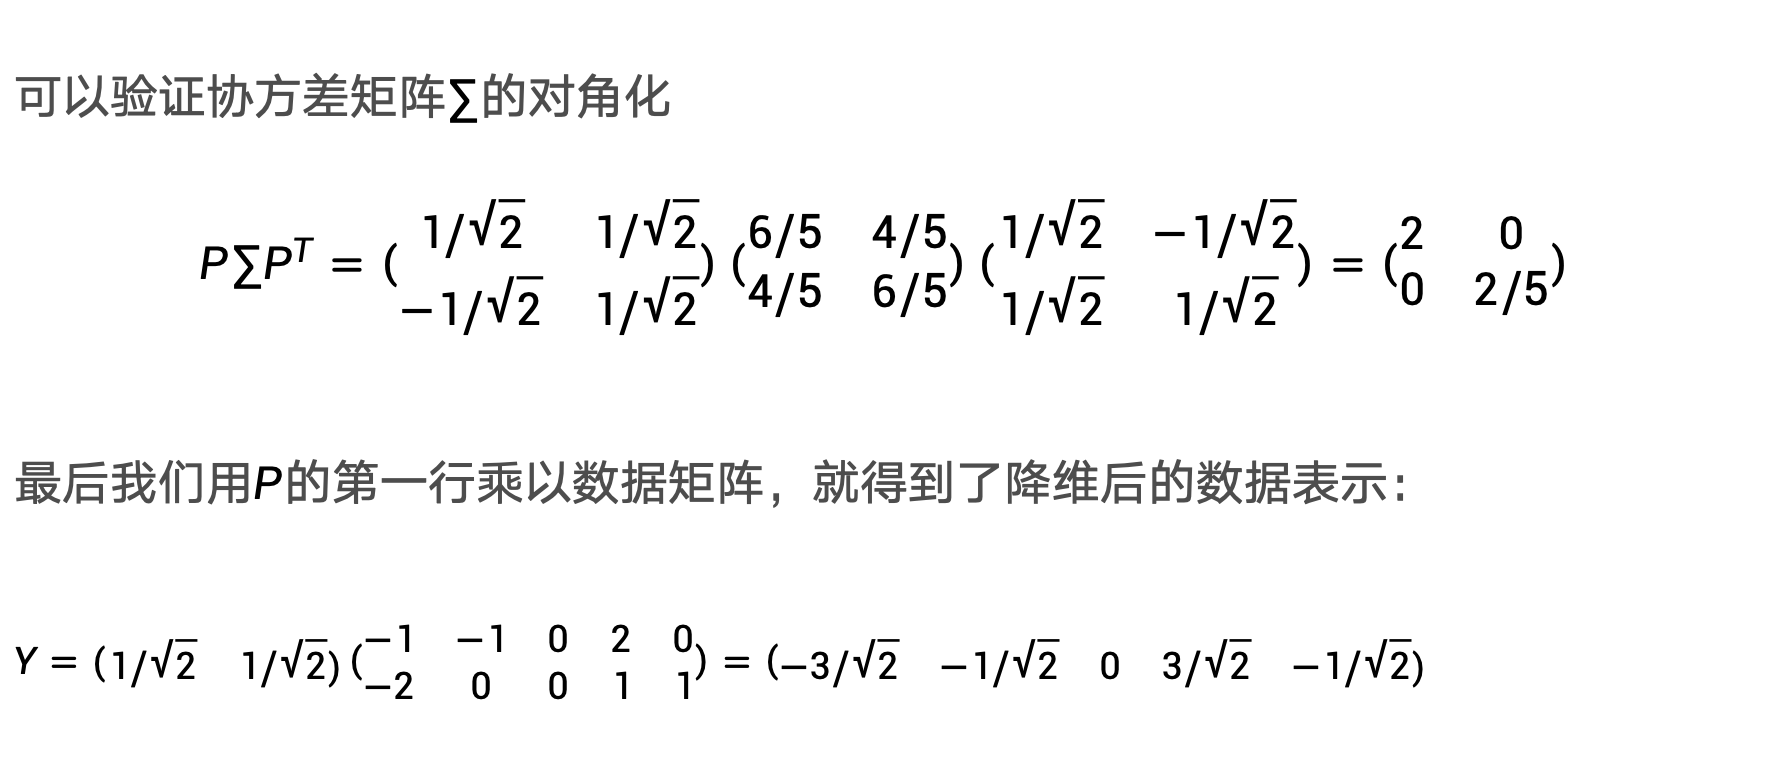 可以验证协方差矩阵∑的对角化
P∑Pᵀ = (1/√2 1/√2 −1/√2 1/√2) (6/5 4/5 4/5 6/5) (1/√2 −1/√2 1/√2 1/√2) = (2 0 0 2/5)
最后我们用P的第一行乘以数据矩阵，就得到了降维后的数据表示：
Y = (1/√2 1/√2) (−1 −1 0 2 0 −2 0 0 1 1) = (−3/√2 −1/√2 0 3/√2 −1/√2)